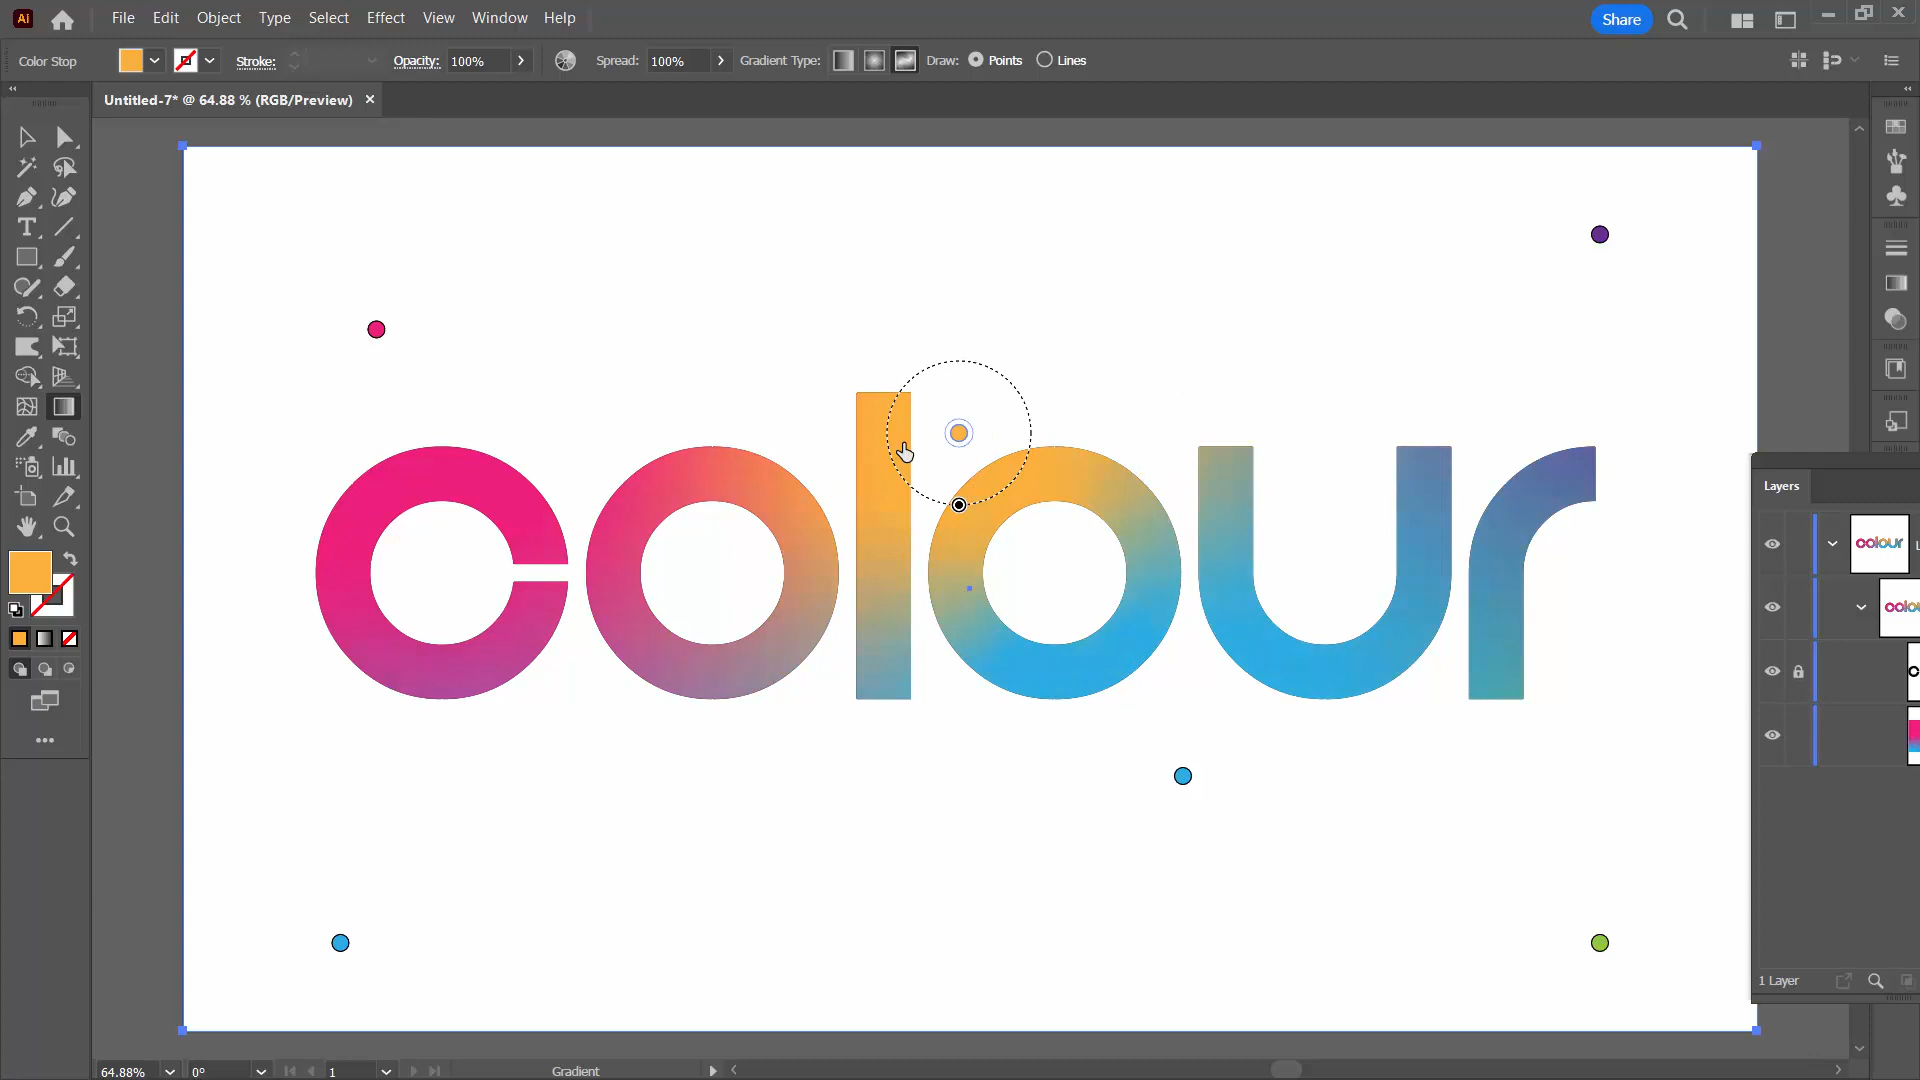 Ai File Edit Object Type Select Effect View Window Help Share
Color Stop Stroke: Opacity: 100% Spread: 100% Gradient Type: Draw: Points Lines
Untitled-7* @ 64.88 % (RGB/Preview)
colour
Layers
colour
1 Layer
64.88% 0° 1 Gradient